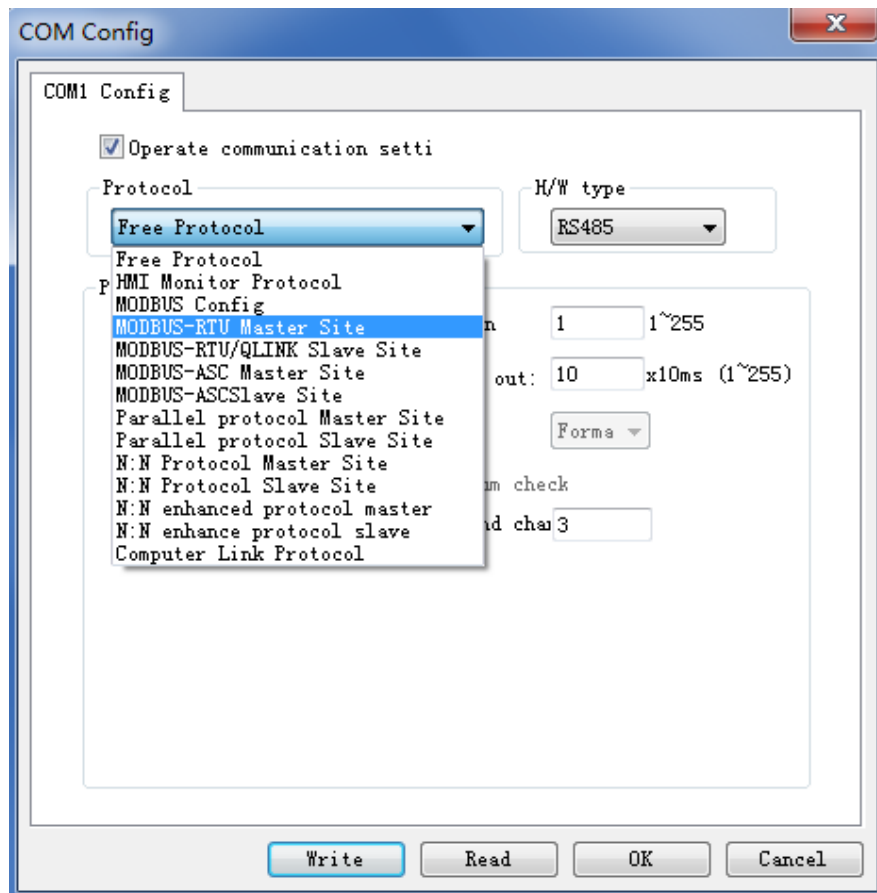 COM Config
COM1 Config
Operate communication setti
Protocol
H/W type
Free Protocol
RS485
Free Protocol
HMI Monitor Protocol
MODBUS Config
MODBUS-RTU Master Site
MODBUS-RTU/QLINK Slave Site
MODBUS-ASC Master Site
MODBUS-ASCSlave Site
Parallel protocol Master Site
Parallel protocol Slave Site
N:N Protocol Master Site
N:N Protocol Slave Site
N:N enhanced protocol master
N:N enhance protocol slave
Computer Link Protocol
P
n 1 1~255
out: 10 x10ms (1~255)
Forma
um check
nd char 3
Write Read OK Cancel